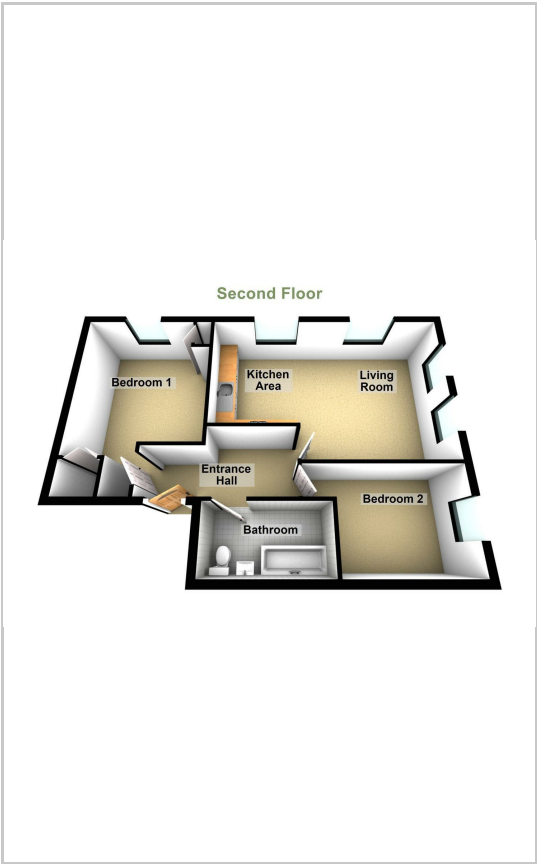 Second Floor
Kitchen
Area
Living
Room
Bedroom 1
Entrance
Hall
Bedroom 2
Bathroom